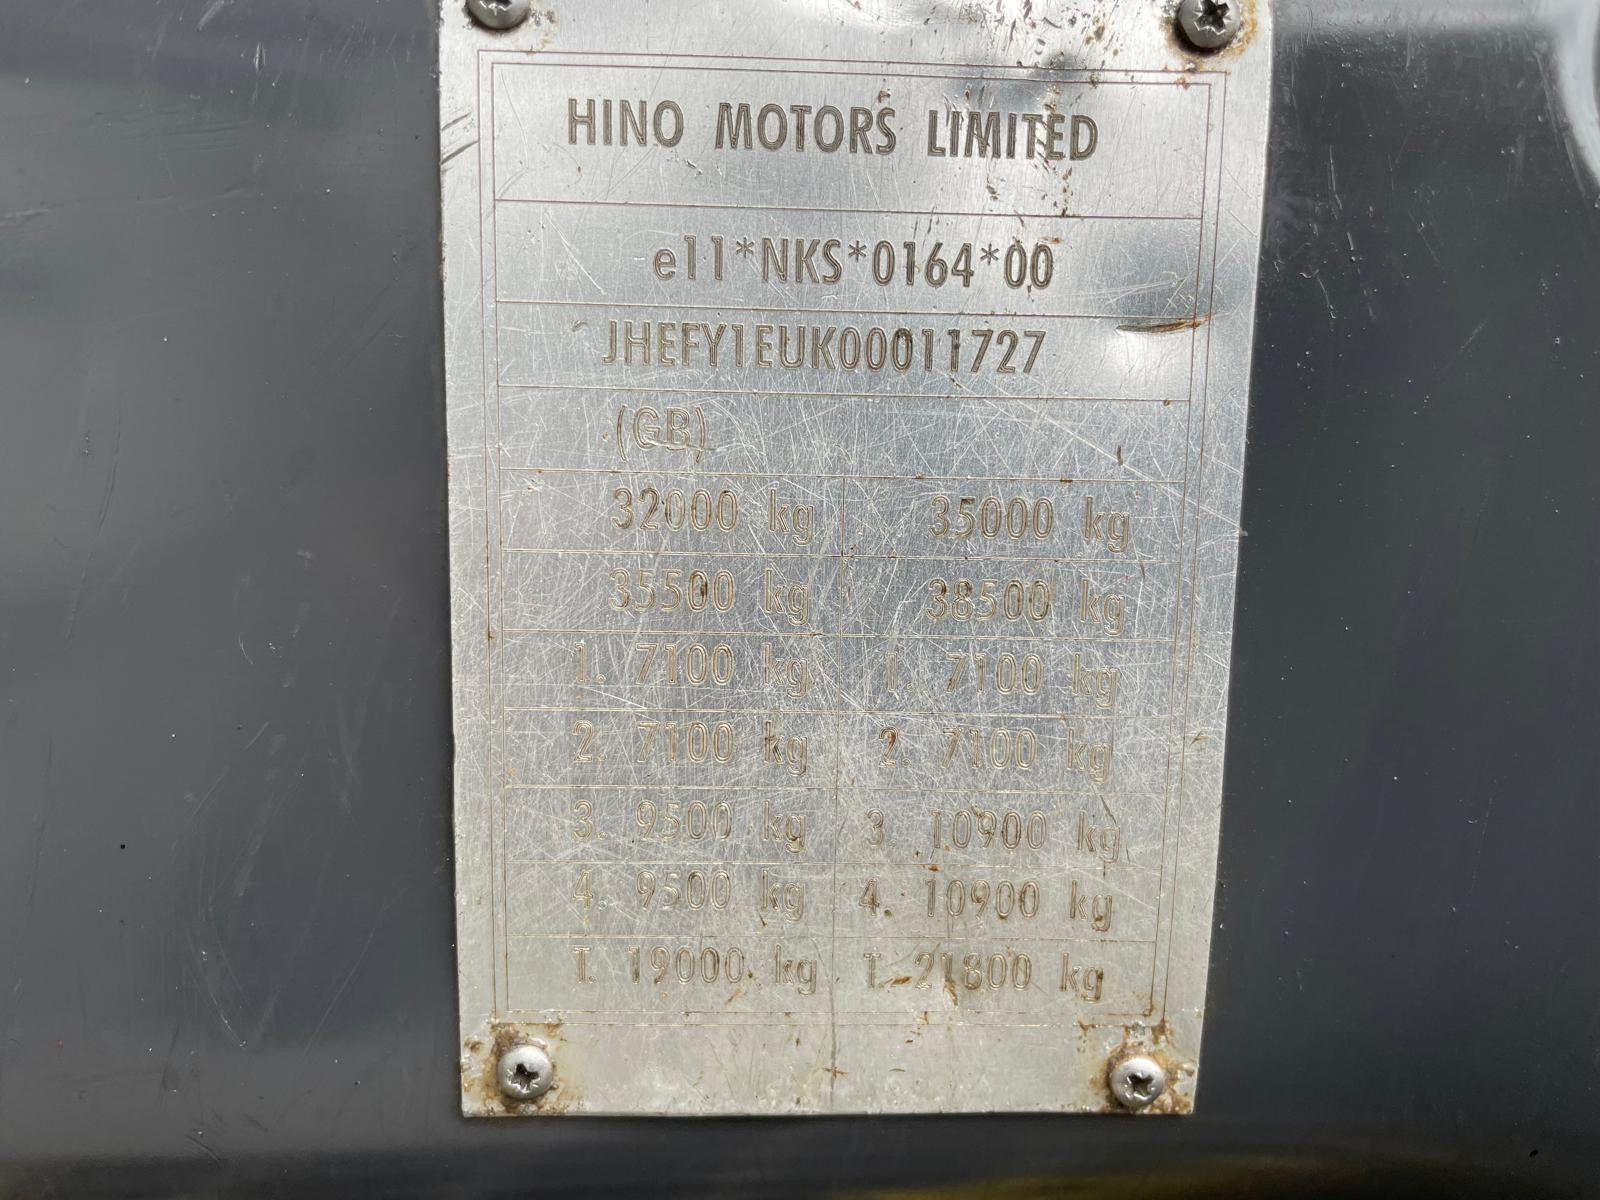 HINO MOTORS LIMITED
e11*NKS*0164*00
JHEFY1EUK00011727
(GB)
32000 kg 35000 kg
35500 kg 38500 kg
1. 7100 kg 1. 7100 kg
2. 7100 kg 2. 7100 kg
3. 9500 kg 3. 10900 kg
4. 9500 kg 4. 10900 kg
T. 19000 kg T. 21800 kg